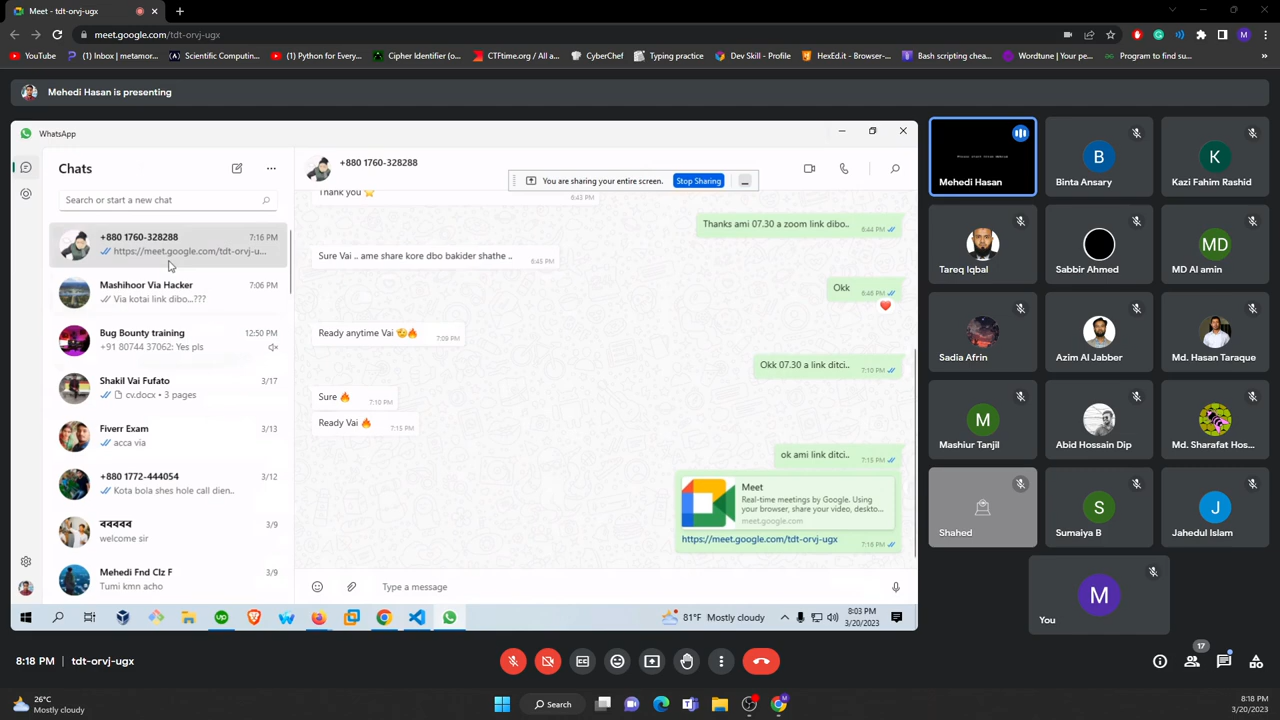 Meet - tdt-orvj-ugx
meet.google.com/tdt-orvj-ugx
M
YouTube
(1) Inbox | metamor...
Scientific Computin...
(1) Python for Every...
Cipher Identifier (o...
CTFtime.org / All a...
CyberChef
Typing practice
Dev Skill - Profile
HexEd.it - Browser-...
Bash scripting che...
Wordtune | Your pe...
Program to find su...
Mehedi Hasan is presenting
WhatsApp
Chats
Search or start a new chat
+880 1760-328288
7:16 PM
https://meet.google.com/tdt-orvj-u...
Mashihoor Via Hacker
7:06 PM
Via kotai link dibo...???
Bug Bounty training
12:50 PM
+91 80744 37062: Yes pls
Shakil Vai Fufato
3/17
cv.docx • 3 pages
Fiverr Exam
3/13
acca via
+880 1772-444054
3/12
Kota bola shes hole call dien..
ববববব
3/9
welcome sir
Mehedi Fnd Clz F
3/9
Tumi kmn acho
+880 1760-328288
You are sharing your entire screen.
Stop Sharing
Thank you
6:43 PM
Thanks ami 07.30 a zoom link dibo..
6:44 PM
Sure Vai .. ame share kore dbo bakider shathe ..
6:45 PM
Okk
6:46 PM
❤️
Ready anytime Vai 🔥
7:09 PM
Okk 07.30 a link ditci..
7:10 PM
Sure 🔥
7:10 PM
Ready Vai 🔥
7:15 PM
ok ami link ditci..
7:15 PM
Meet
Real-time meetings by Google. Using
your browser, share your video, deskto...
meet.google.com
https://meet.google.com/tdt-orvj-ugx
7:16 PM
Type a message
81°F Mostly cloudy
8:03 PM
3/20/2023
Mehedi Hasan
B
Binta Ansary
K
Kazi Fahim Rashid
Tareq Iqbal
Sabbir Ahmed
MD
MD Al amin
Sadia Afrin
Azim Al Jabber
Md. Hasan Taraque
M
Mashiur Tanjil
Abid Hossain Dip
Md. Sharafat Hos...
Shahed
S
Sumaiya B
J
Jahequl Islam
M
You
8:18 PM
tdt-orvj-ugx
17
26°C
Mostly cloudy
Search
8:18 PM
3/20/2023